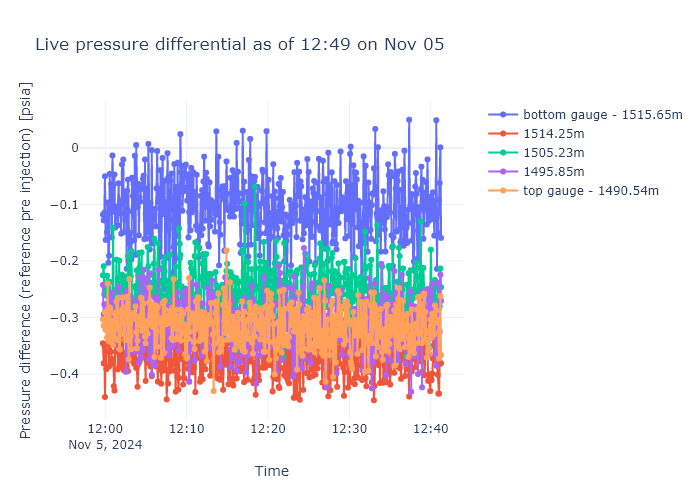 Live pressure differential as of 12:49 on Nov 05
Pressure difference (reference pre injection) [psia]
0
−0.1
−0.2
−0.3
−0.4
12:00
Nov 5, 2024
12:10
12:20
12:30
12:40
Time
bottom gauge - 1515.65m
1514.25m
1505.23m
1495.85m
top gauge - 1490.54m